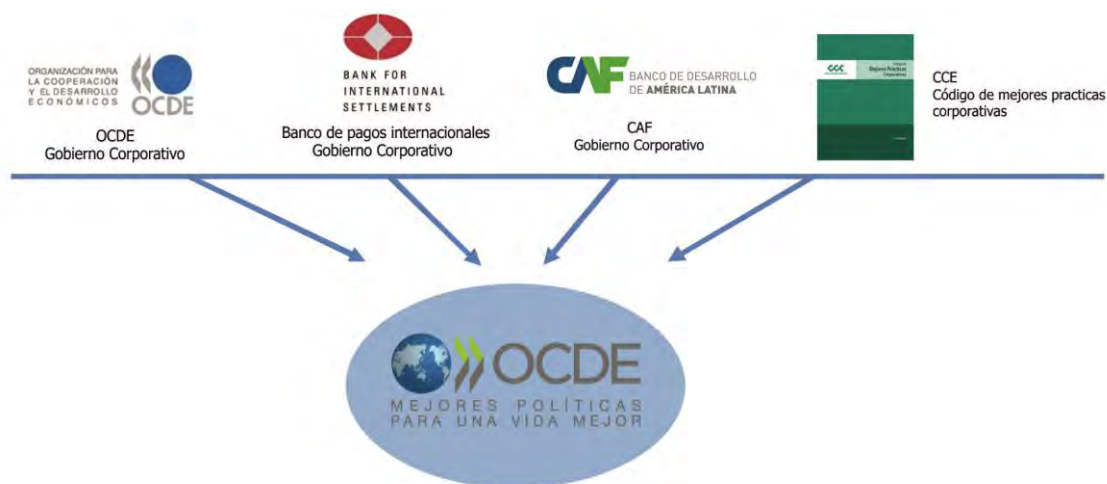 ORGANIZACIÓN PARA
LA COOPERACIÓN
Y EL DESARROLLO
ECONÓMICOS
OCDE
OCDE
Gobierno Corporativo
BANK FOR
INTERNATIONAL
SETTLEMENTS
Banco de pagos internacionales
Gobierno Corporativo
CAF
BANCO DE DESARROLLO
DE AMÉRICA LATINA
CAF
Gobierno Corporativo
Mejores Prácticas
Corporativas
CCE
Código de mejores practicas
corporativas
OCDE
MEJORES POLÍTICAS
PARA UNA VIDA MEJOR